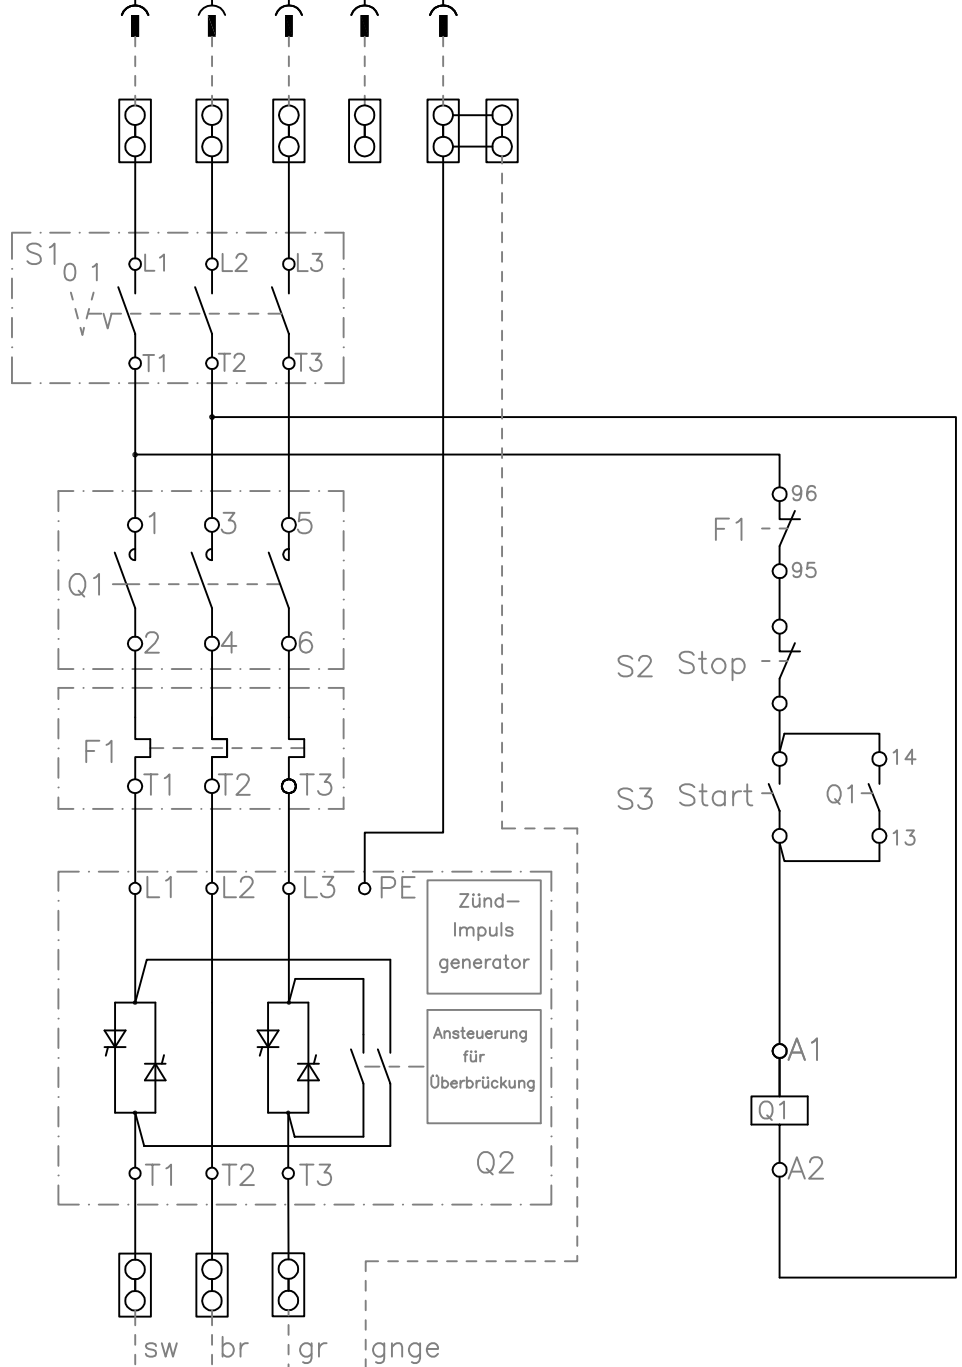 S1
0 1
L1
L2
L3
T1
T2
T3
96
F1
95
1
3
5
Q1
2
4
6
S2 Stop
F1
T1
T2
T3
14
S3 Start
Q1
13
L1
L2
L3
PE
Zünd-
Impuls
generator
Ansteuerung
für
Überbrückung
A1
Q1
A2
Q2
T1
T2
T3
sw
br
gr
gnge